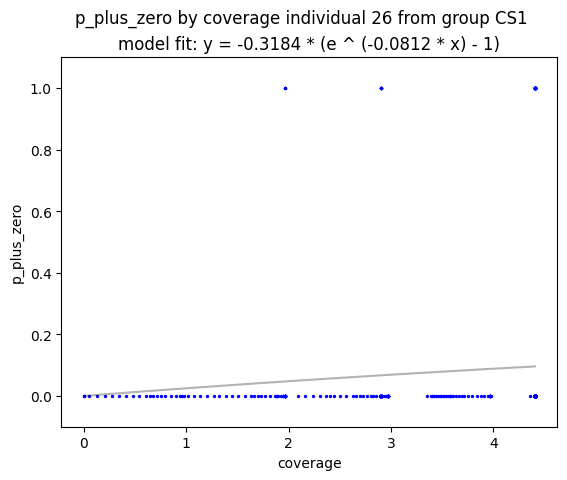 p_plus_zero by coverage individual 26 from group CS1
model fit: y = -0.3184 * (e ^ (-0.0812 * x) - 1)
1.0
0.8
0.6
0.4
0.2
0.0
p_plus_zero
0 1 2 3 4
coverage